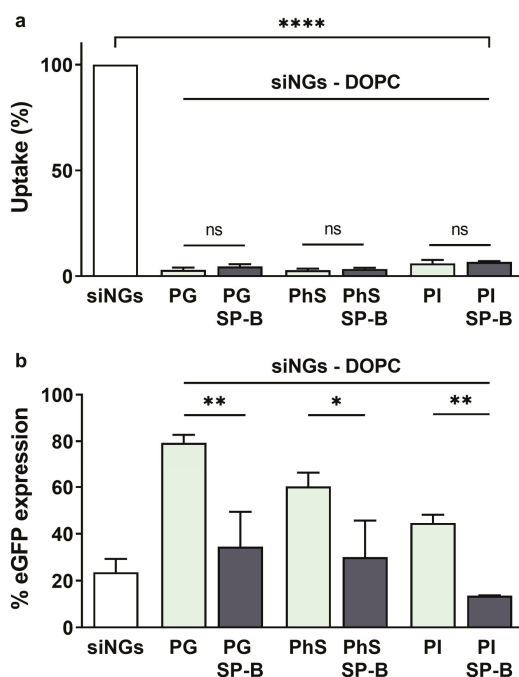 a
****
siNGs - DOPC
Uptake (%)
100
50
0
ns
ns
ns
siNGs
PG
PG
SP-B
PhS
PhS
SP-B
PI
PI
SP-B
b
siNGs - DOPC
% eGFP expression
100
80
60
40
20
0
**
*
**
siNGs
PG
PG
SP-B
PhS
PhS
SP-B
PI
PI
SP-B